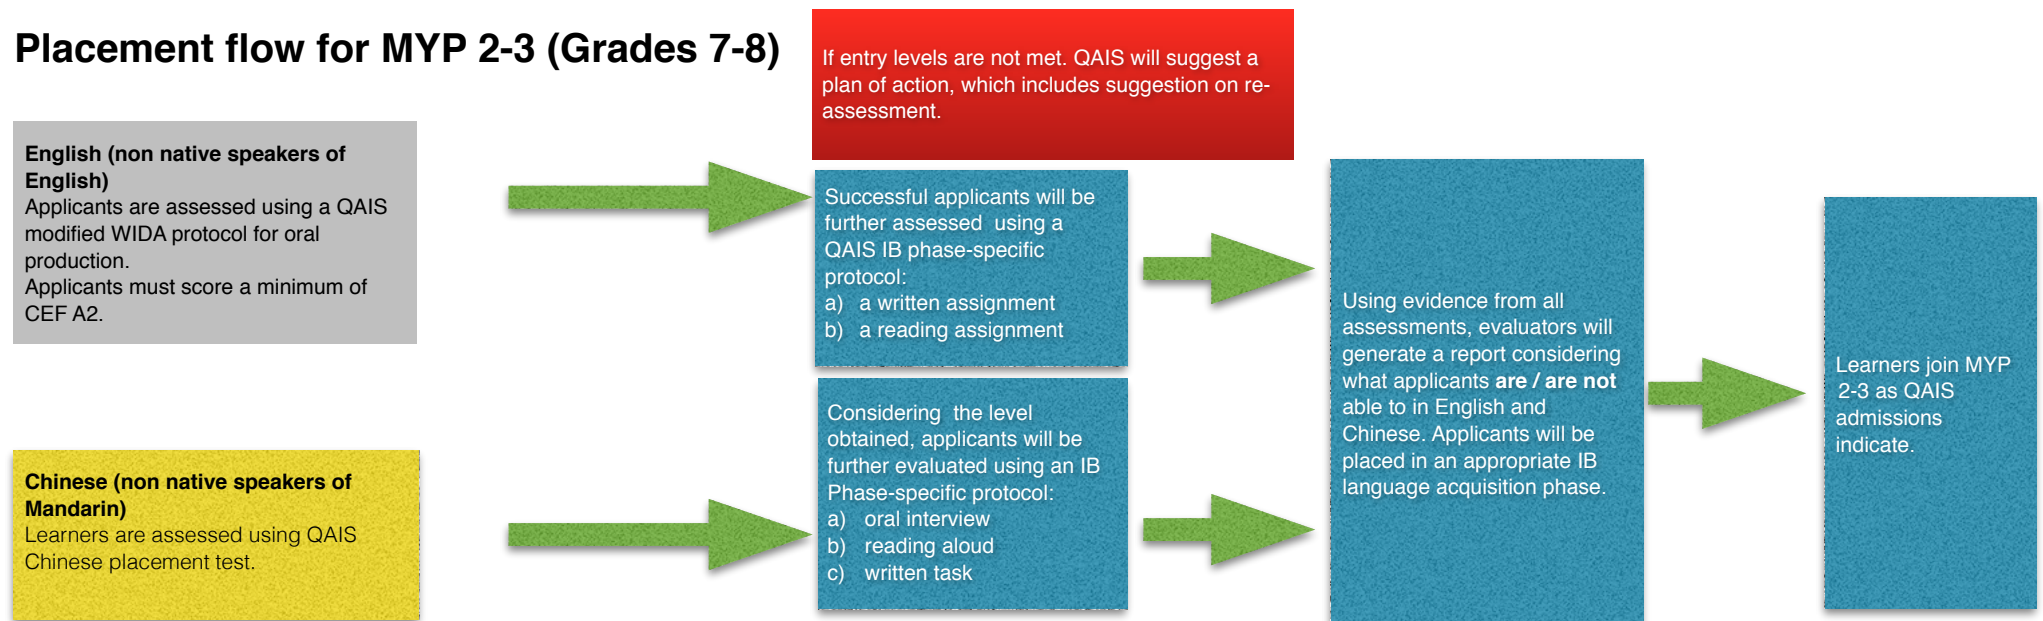 Placement flow for MYP 2-3 (Grades 7-8)
If entry levels are not met. QAIS will suggest a
plan of action, which includes suggestion on re-
assessment.
English (non native speakers of
English)
Applicants are assessed using a QAIS
modified WIDA protocol for oral
production.
Applicants must score a minimum of
CEF A2.
Successful applicants will be
further assessed using a
QAIS IB phase-specific
protocol:
a) a written assignment
b) a reading assignment
Chinese (non native speakers of
Mandarin)
Learners are assessed using QAIS
Chinese placement test.
Considering the level
obtained, applicants will be
further evaluated using an IB
Phase-specific protocol:
a) oral interview
b) reading aloud
c) written task
Using evidence from all
assessments, evaluators will
generate a report considering
what applicants are / are not
able to in English and
Chinese. Applicants will be
placed in an appropriate IB
language acquisition phase.
Learners join MYP
2-3 as QAIS
admissions
indicate.